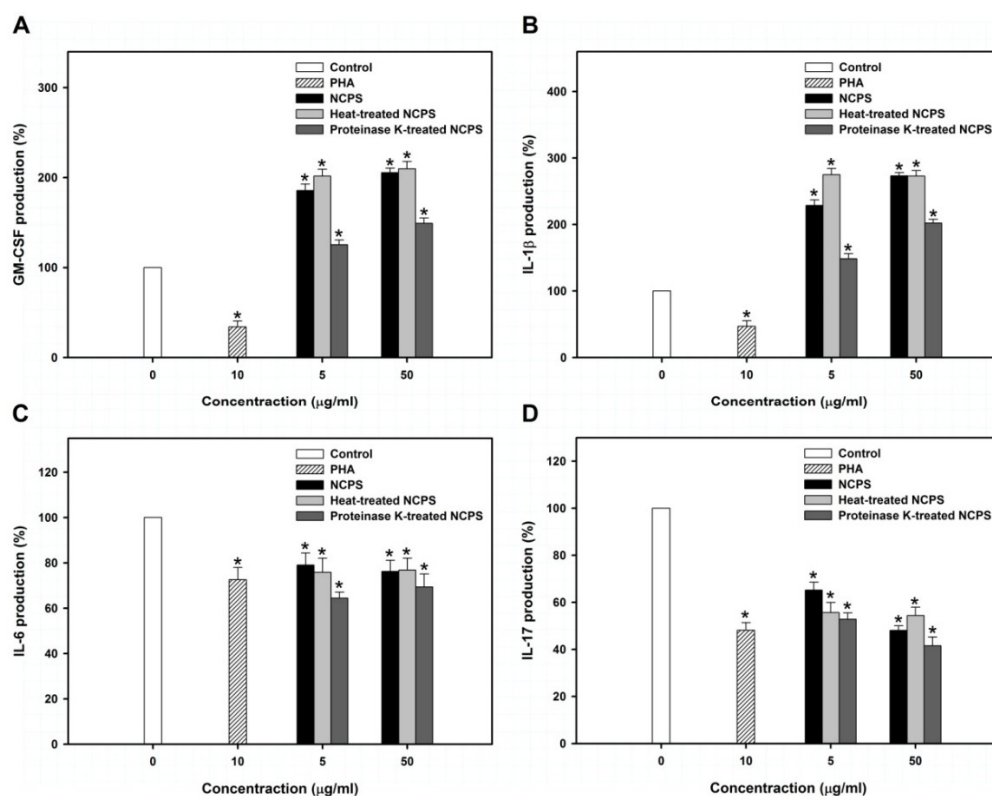 A
Control
PHA
NCPS
Heat-treated NCPS
Proteinase K-treated NCPS
GM-CSF production (%)
300
200
100
0
* * * * * * *
0 10 5 50
Concentraction (μg/ml)
B
Control
PHA
NCPS
Heat-treated NCPS
Proteinase K-treated NCPS
IL-1β production (%)
400
300
200
100
0
* * * * * * *
0 10 5 50
Concentraction (μg/ml)
C
Control
PHA
NCPS
Heat-treated NCPS
Proteinase K-treated NCPS
IL-6 production (%)
120
100
80
60
40
20
0
* * * * * * *
0 10 5 50
Concentraction (μg/ml)
D
Control
PHA
NCPS
Heat-treated NCPS
Proteinase K-treated NCPS
IL-17 production (%)
120
100
80
60
40
20
0
* * * * * * *
0 10 5 50
Concentraction (μg/ml)